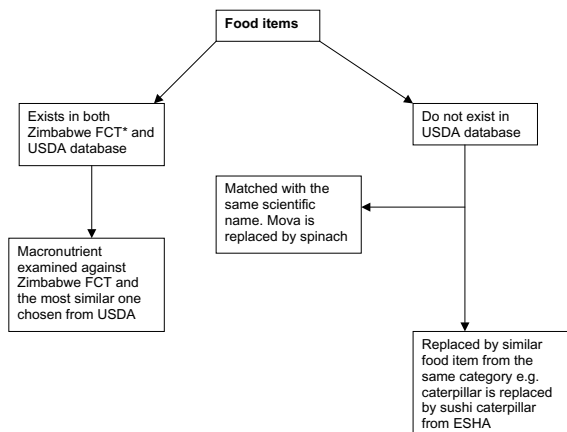 Food items
Exists in both
Zimbabwe FCT* and
USDA database
Do not exist in
USDA database
Matched with the
same scientific
name. Mova is
replaced by spinach
Macronutrient
examined against
Zimbabwe FCT and
the most similar one
chosen from USDA
Replaced by similar
food item from the
same category e.g.
caterpillar is replaced
by sushi caterpillar
from ESHA